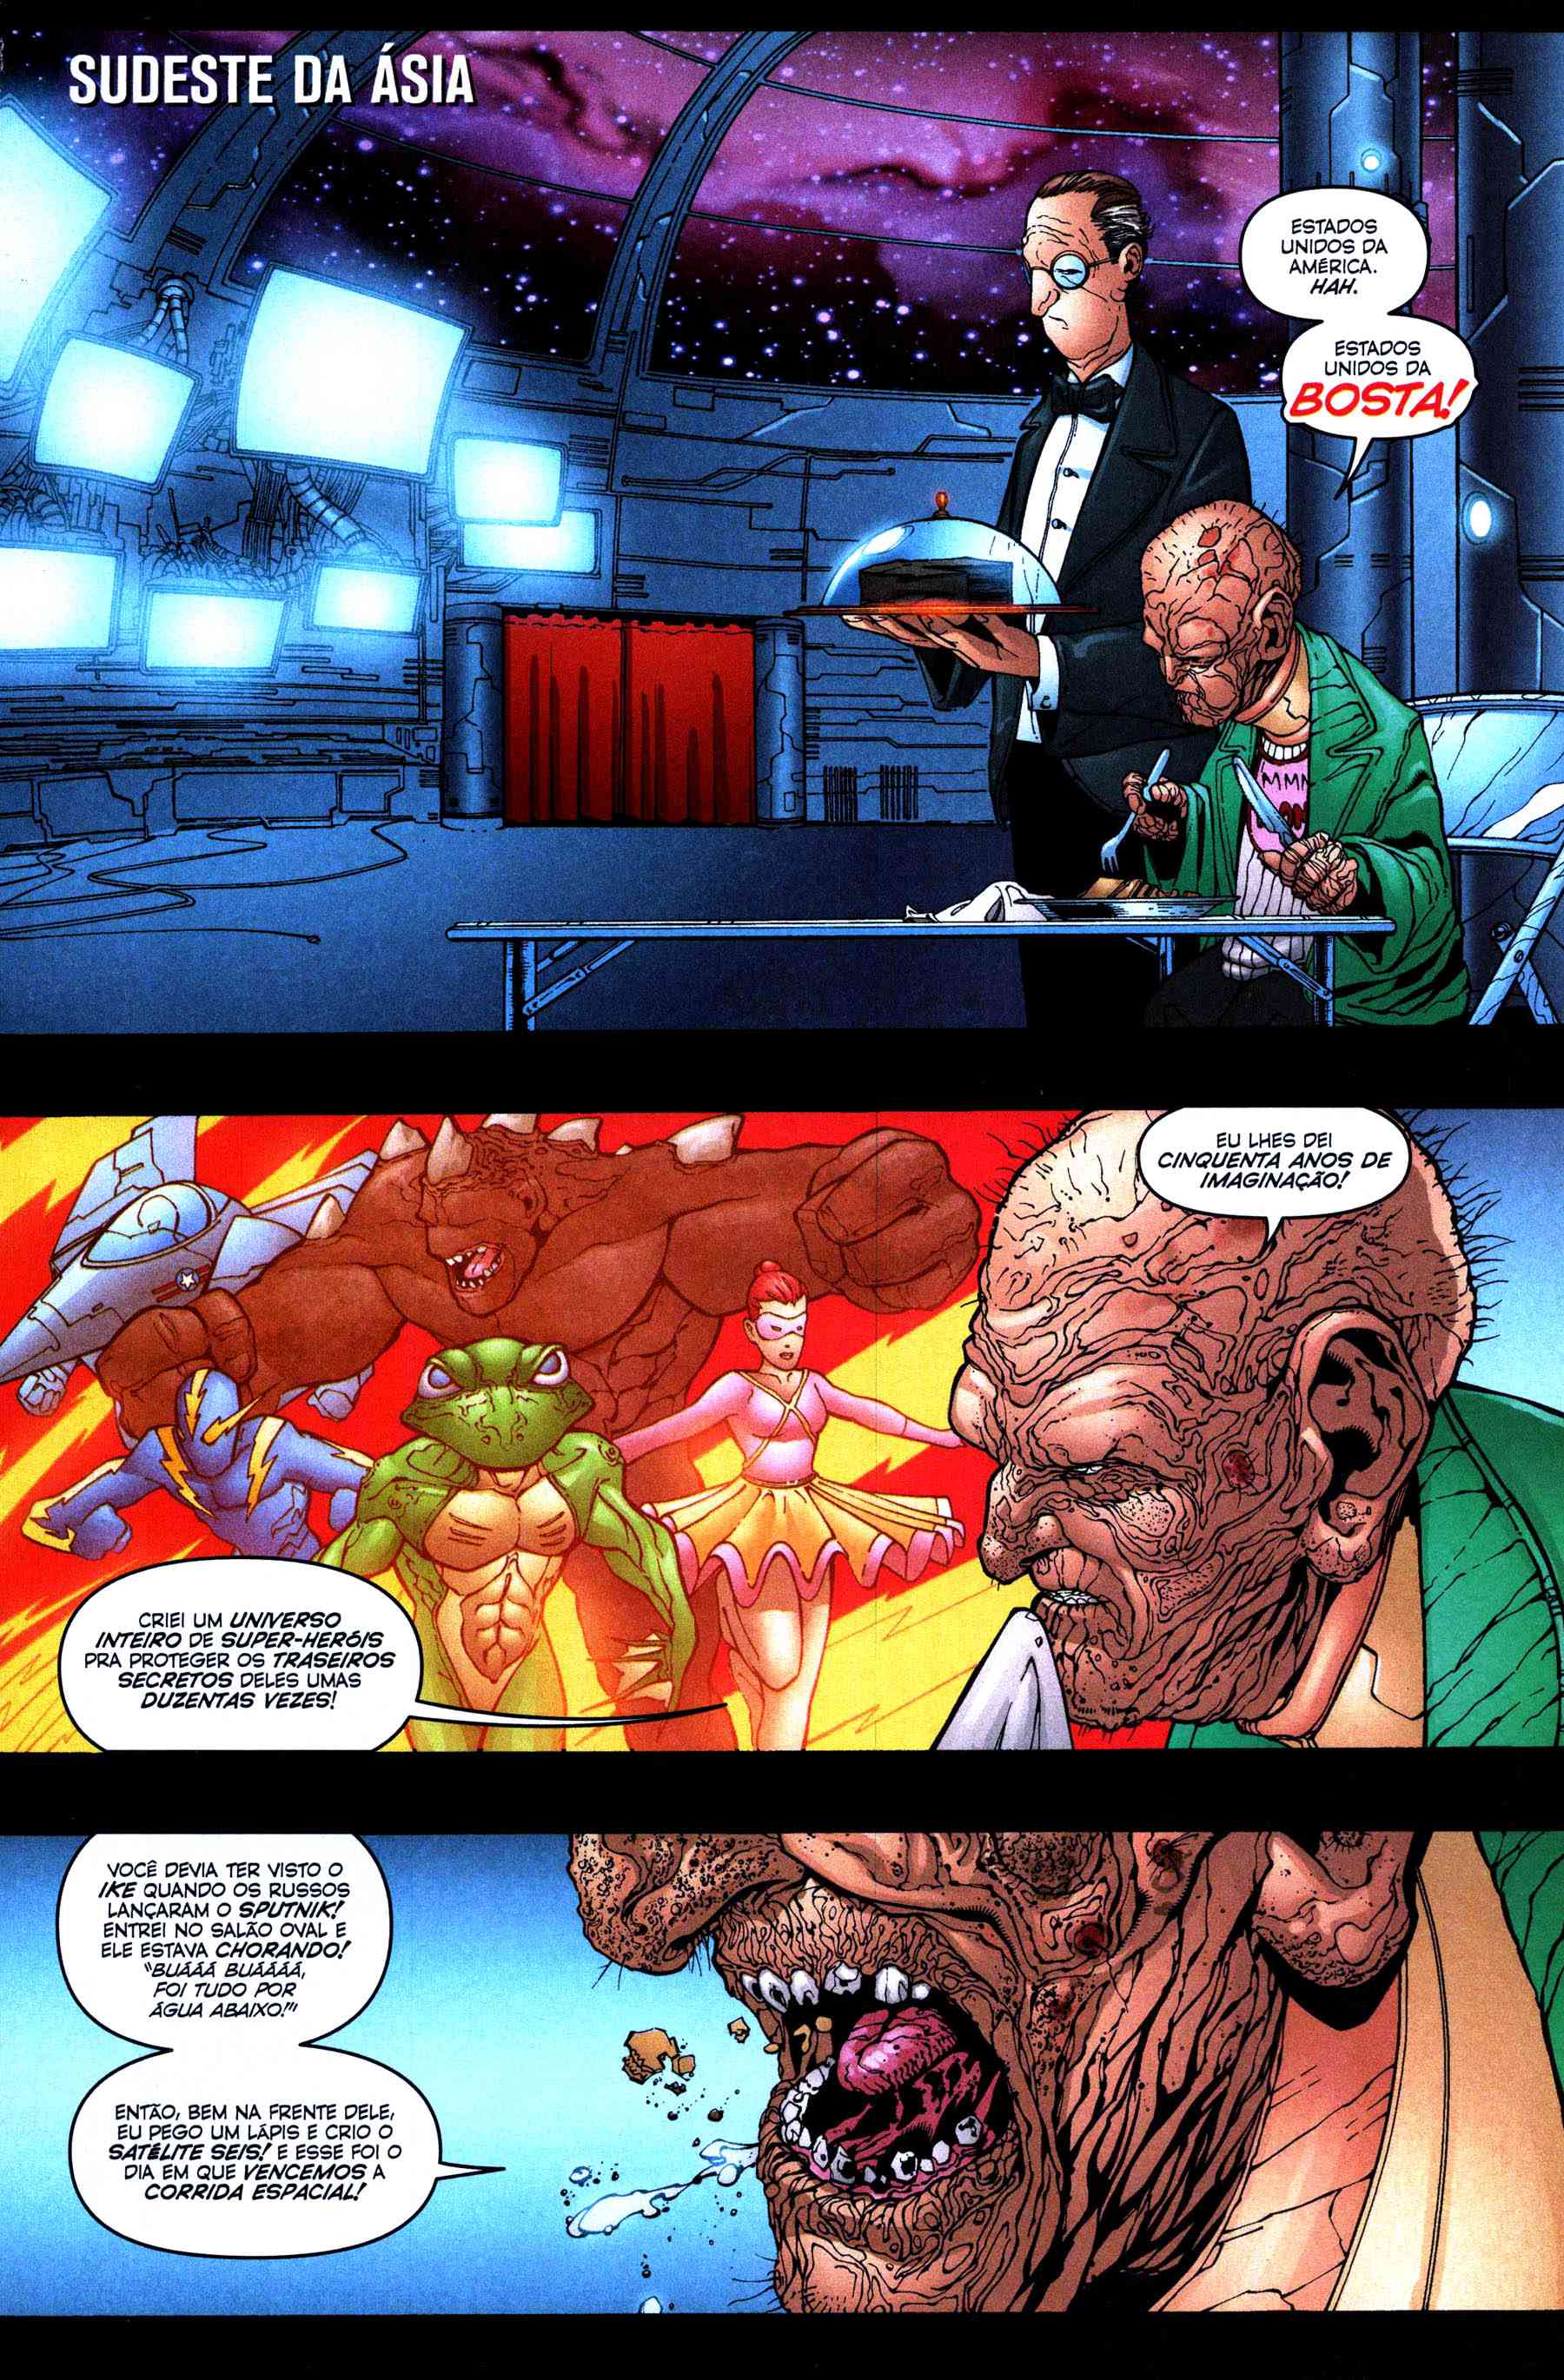 SUDESTE DA ÁSIA
ESTADOS
UNIDOS DA
AMÉRICA.
HAH.
ESTADOS
UNIDOS DA
BOSTA!
MMM
EU LHES DEI
CINQUENTA ANOS DE
IMAGINAÇÃO!
CRIEI UM UNIVERSO
INTEIRO DE SUPER-HERÓIS
PRA PROTEGER OS TRASEIROS
SECRETOS DELES UMAS
DUZENTAS VEZES!
VOCÊ DEVIA TER VISTO O
IKE QUANDO OS RUSSOS
LANÇARAM O SPUTNIK!
ENTREI NO SALÃO OVAL E
ELE ESTAVA CHORANDO!
"BUÁÁÁ BUÁÁÁÁ,
FOI TUDO POR
ÁGUA ABAIXO!"
ENTÃO, BEM NA FRENTE DELE,
EU PEGO UM LÁPIS E CRIO O
SATÉLITE SEIS! E ESSE FOI O
DIA EM QUE VENCEMOS A
CORRIDA ESPACIAL!